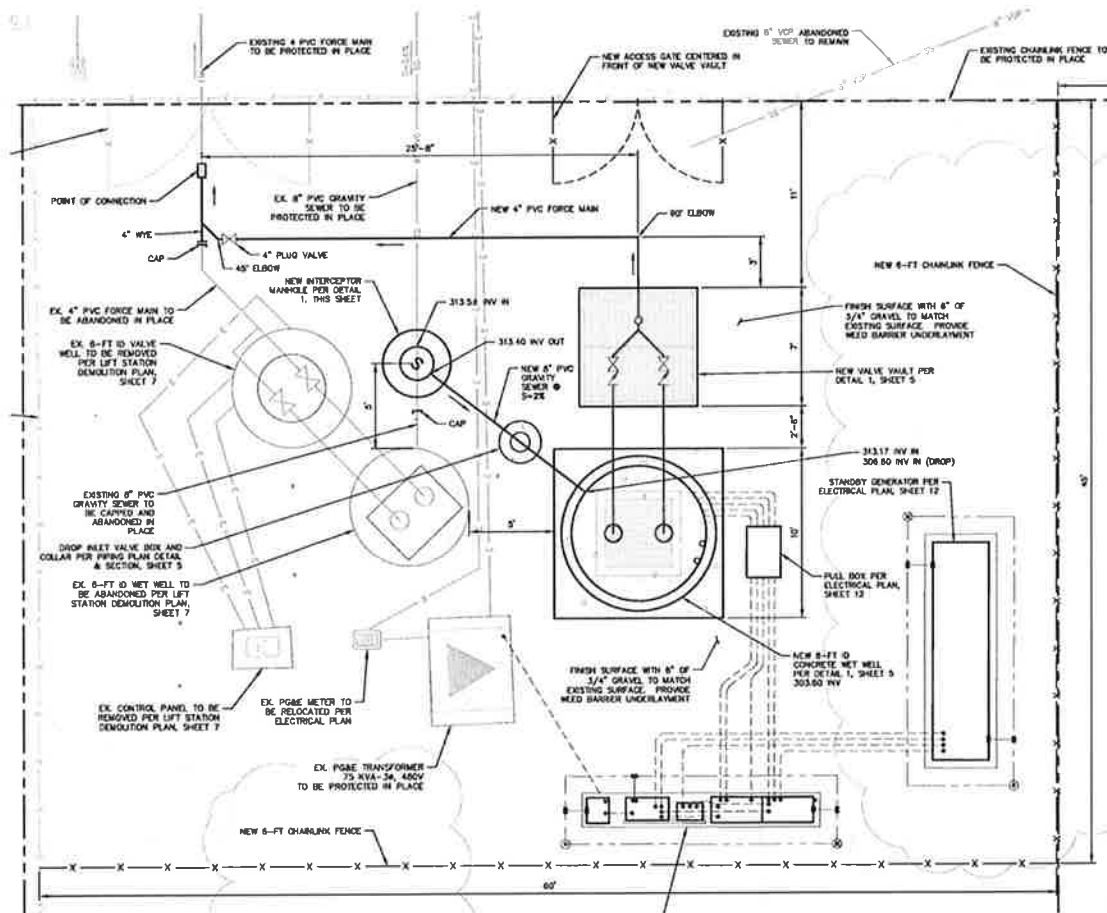 EXISTING 4 PVC FORCE MAIN
TO BE PROTECTED IN PLACE
EXISTING 6" VCP ABANDONED
SEWER TO REMAIN
6" VCP
NEW ACCESS GATE CENTERED IN
FRONT OF NEW VALVE VAULT
EXISTING CHAINLINK FENCE TO
BE PROTECTED IN PLACE
6" VCP
25'-8"
POINT OF CONNECTION
EX. 8" PVC GRAVITY
SEWER TO BE
PROTECTED IN PLACE
NEW 4" PVC FORCE MAIN
90° ELBOW
11'
45'
4" WYE
CAP
4" PLUG VALVE
45° ELBOW
3'
NEW 6-FT CHAINLINK FENCE
NEW INTERCEPTOR
MANHOLE PER DETAIL
1, THIS SHEET
313.58 INV IN
EX. 4" PVC FORCE MAIN TO
BE ABANDONED IN PLACE
FINISH SURFACE WITH 6" OF
3/4" GRAVEL TO MATCH
EXISTING SURFACE. PROVIDE
WEED BARRIER UNDERLAYMENT
313.40 INV OUT
EX. 6-FT ID VALVE
WELL TO BE REMOVED
PER LIFT STATION
DEMOLITION PLAN,
SHEET 7
S
7'
NEW 8" PVC
GRAVITY
SEWER @
S=2%
NEW VALVE VAULT PER
DETAIL 1, SHEET 5
5'
CAP
2'-6"
313.17 INV IN
306.60 INV IN (DROP)
STANDBY GENERATOR PER
ELECTRICAL PLAN, SHEET 12
EXISTING 8" PVC
GRAVITY SEWER TO
BE CAPPED AND
ABANDONED IN
PLACE
5'
10'
DROP INLET VALVE BOX AND
COLLAR PER PIPING PLAN DETAIL
& SECTION, SHEET 5
EX. 6-FT ID WET WELL TO
BE ABANDONED PER LIFT
STATION DEMOLITION PLAN,
SHEET 7
PULL BOX PER
ELECTRICAL PLAN,
SHEET 12
NEW 8-FT ID
CONCRETE WET WELL
PER DETAIL 1, SHEET 5
303.60 INV
FINISH SURFACE WITH 6" OF
3/4" GRAVEL TO MATCH
EXISTING SURFACE. PROVIDE
WEED BARRIER UNDERLAYMENT
EX. CONTROL PANEL TO BE
REMOVED PER LIFT STATION
DEMOLITION PLAN, SHEET 7
EX. PG&E METER TO
BE RELOCATED PER
ELECTRICAL PLAN
EX. PG&E TRANSFORMER
75 KVA-3ø, 480V
TO BE PROTECTED IN PLACE
NEW 6-FT CHAINLINK FENCE
60'